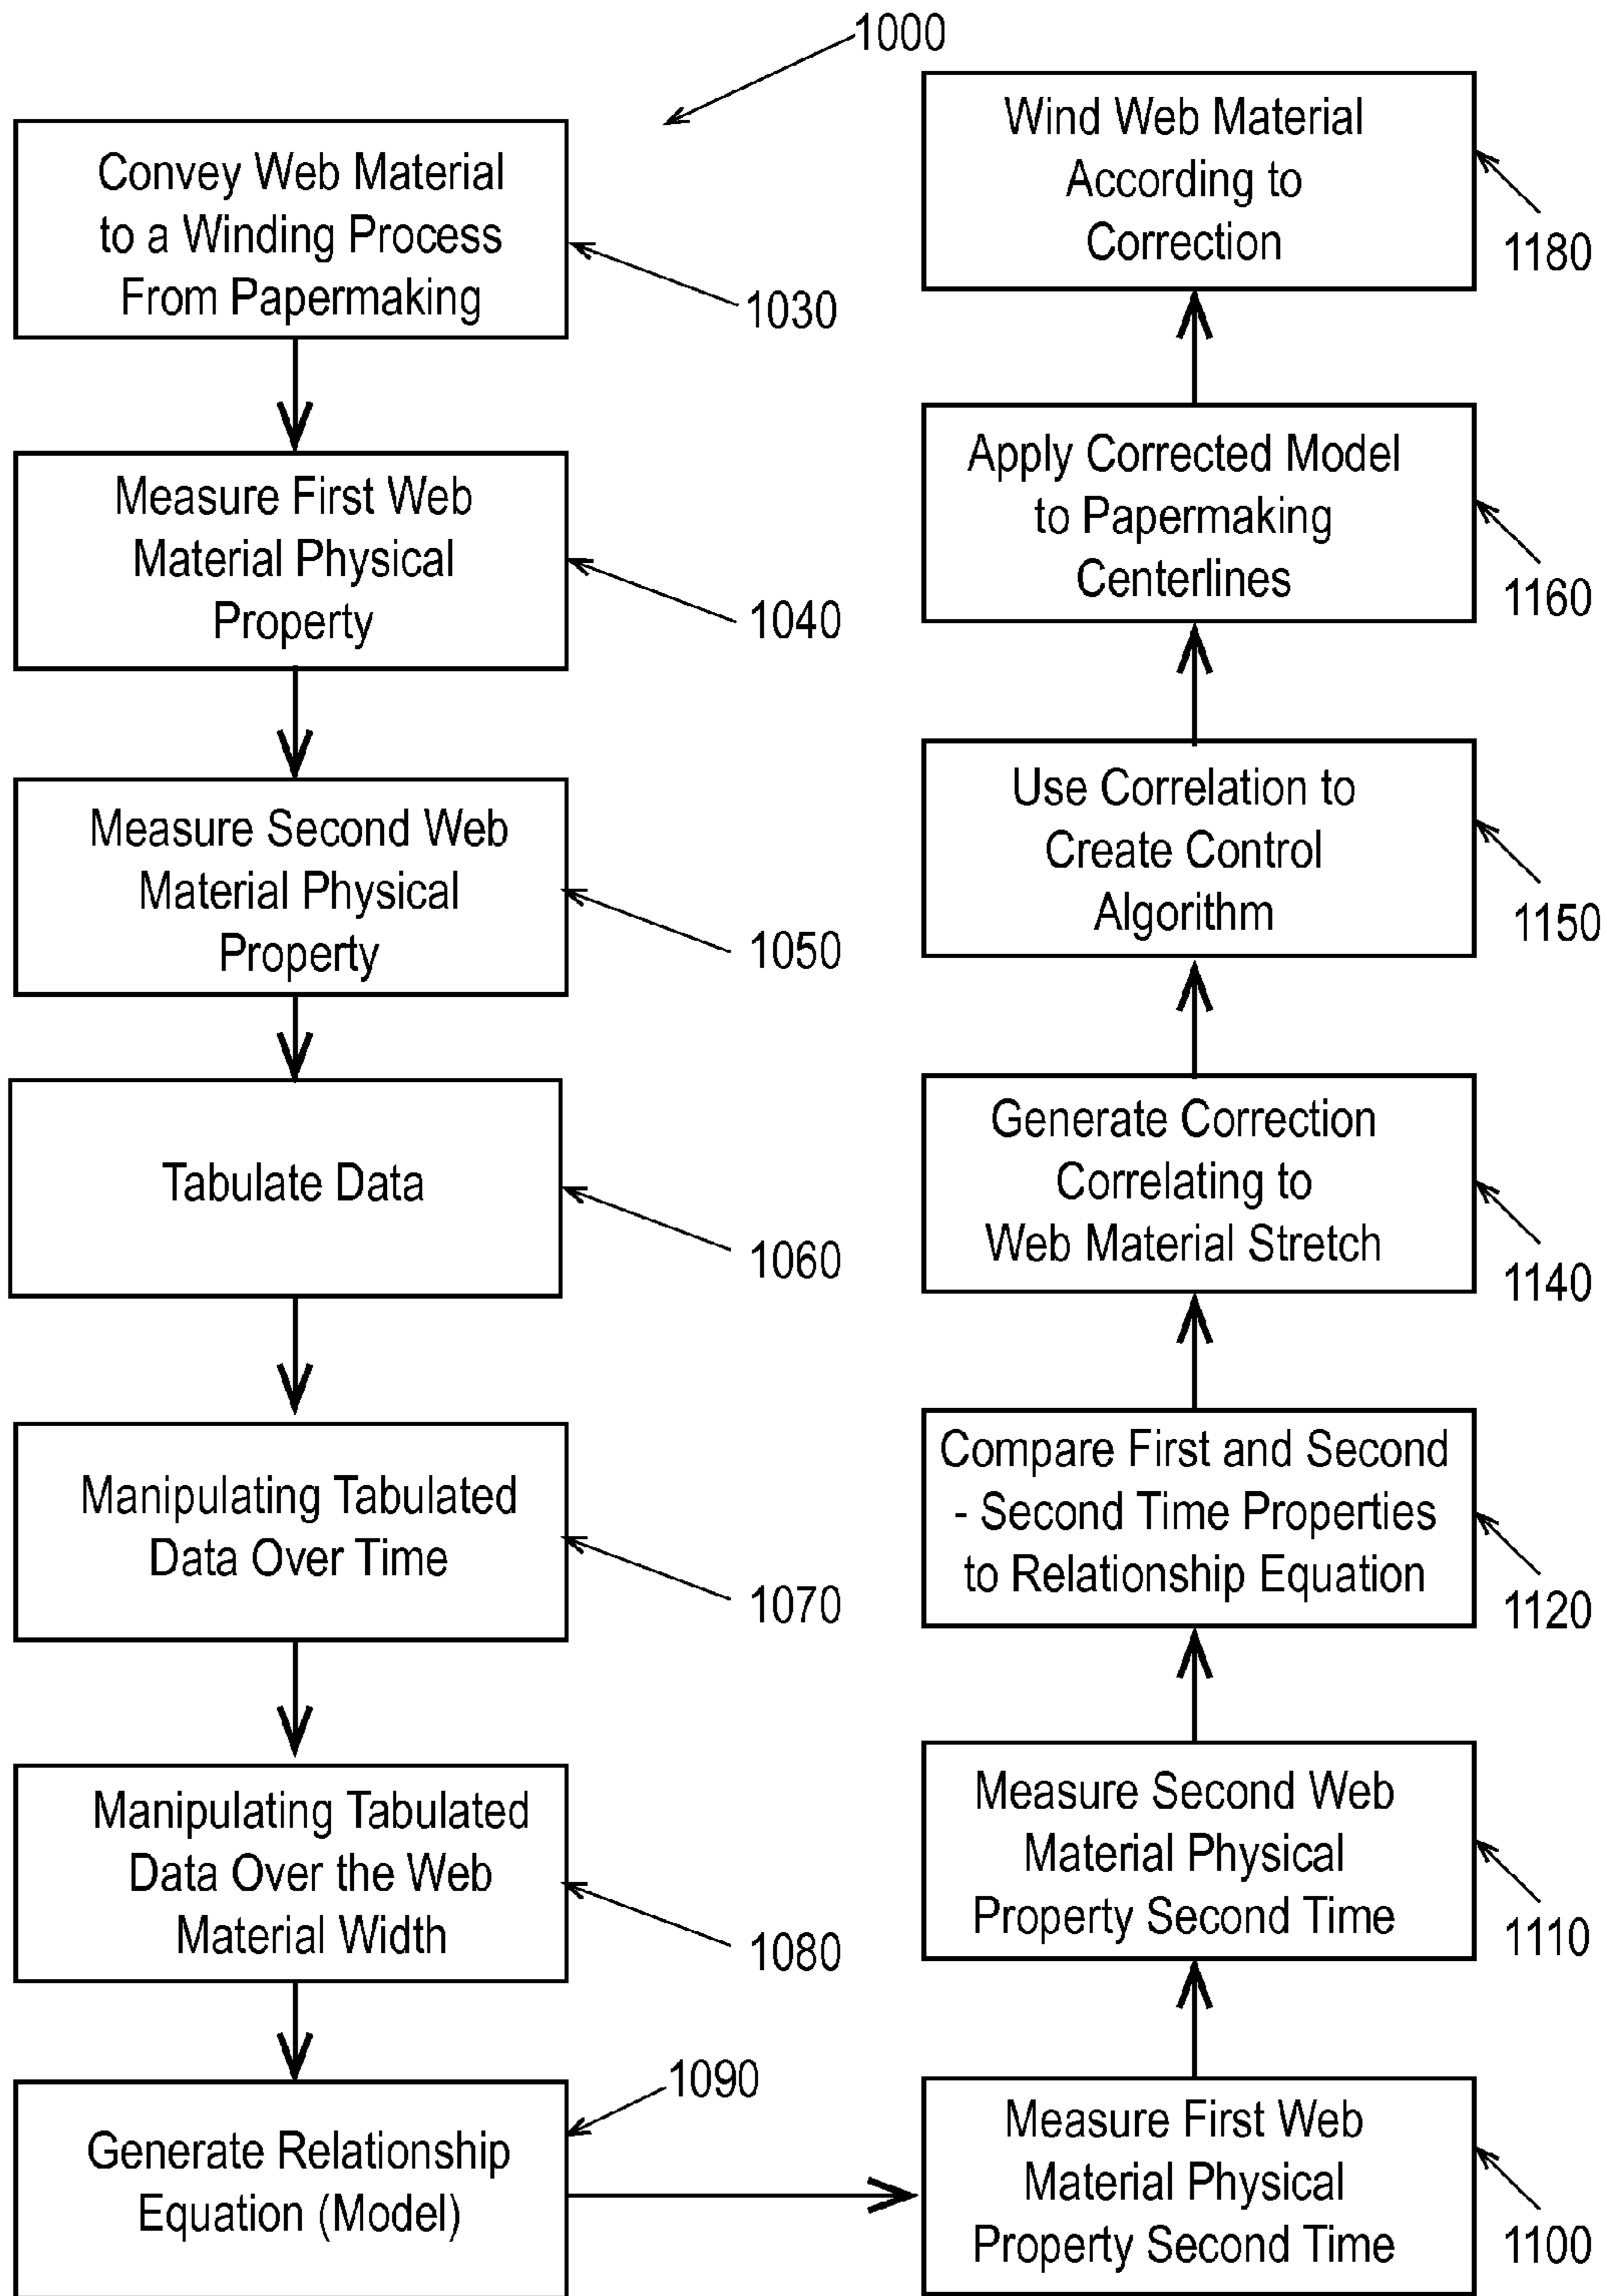 1000
Convey Web Material
to a Winding Process
From Papermaking
1030
Measure First Web
Material Physical
Property
1040
Measure Second Web
Material Physical
Property
1050
Tabulate Data
1060
Manipulating Tabulated
Data Over Time
1070
Manipulating Tabulated
Data Over the Web
Material Width
1080
Generate Relationship
Equation (Model)
1090
Measure First Web
Material Physical
Property Second Time
1100
Measure Second Web
Material Physical
Property Second Time
1110
Compare First and Second
- Second Time Properties
to Relationship Equation
1120
Generate Correction
Correlating to
Web Material Stretch
1140
Use Correlation to
Create Control
Algorithm
1150
Apply Corrected Model
to Papermaking
Centerlines
1160
Wind Web Material
According to
Correction
1180